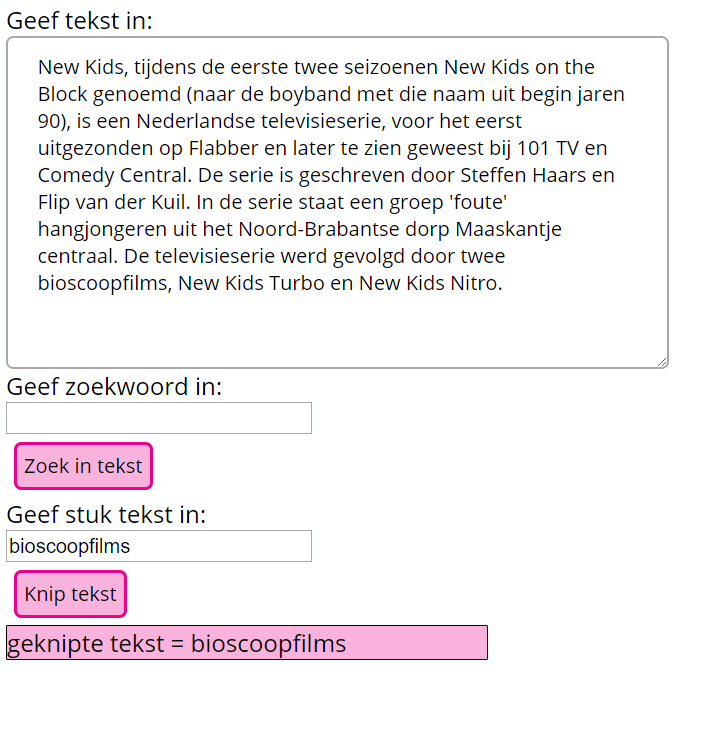 Geef tekst in:
New Kids, tijdens de eerste twee seizoenen New Kids on the
Block genoemd (naar de boyband met die naam uit begin jaren
90), is een Nederlandse televisieserie, voor het eerst
uitgezonden op Flabber en later te zien geweest bij 101 TV en
Comedy Central. De serie is geschreven door Steffen Haars en
Flip van der Kuil. In de serie staat een groep 'foute'
hangjongeren uit het Noord-Brabantse dorp Maaskantje
centraal. De televisieserie werd gevolgd door twee
bioscoopfilms, New Kids Turbo en New Kids Nitro.
Geef zoekwoord in:
Zoek in tekst
Geef stuk tekst in:
bioscoopfilms
Knip tekst
geknipte tekst = bioscoopfilms